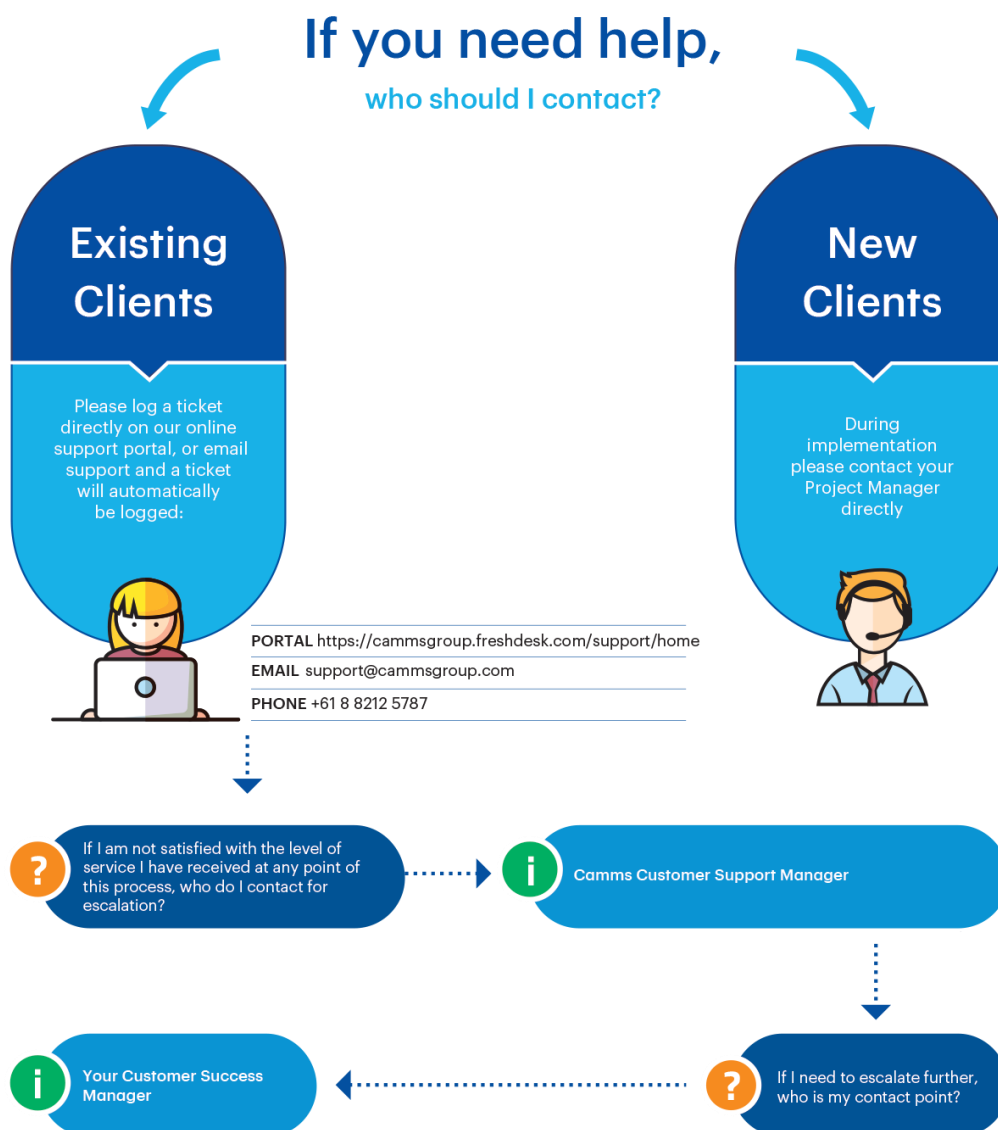 If you need help,
who should I contact?
Existing
Clients
Please log a ticket
directly on our online
support portal, or email
support and a ticket
will automatically
be logged:
New
Clients
During
implementation
please contact your
Project Manager
directly
PORTAL https://cammsgroup.freshdesk.com/support/home
EMAIL support@cammsgroup.com
PHONE +61 8 8212 5787
?
If I am not satisfied with the level of
service I have received at any point of
this process, who do I contact for
escalation?
i
Camms Customer Support Manager
i
Your Customer Success
Manager
?
If I need to escalate further,
who is my contact point?